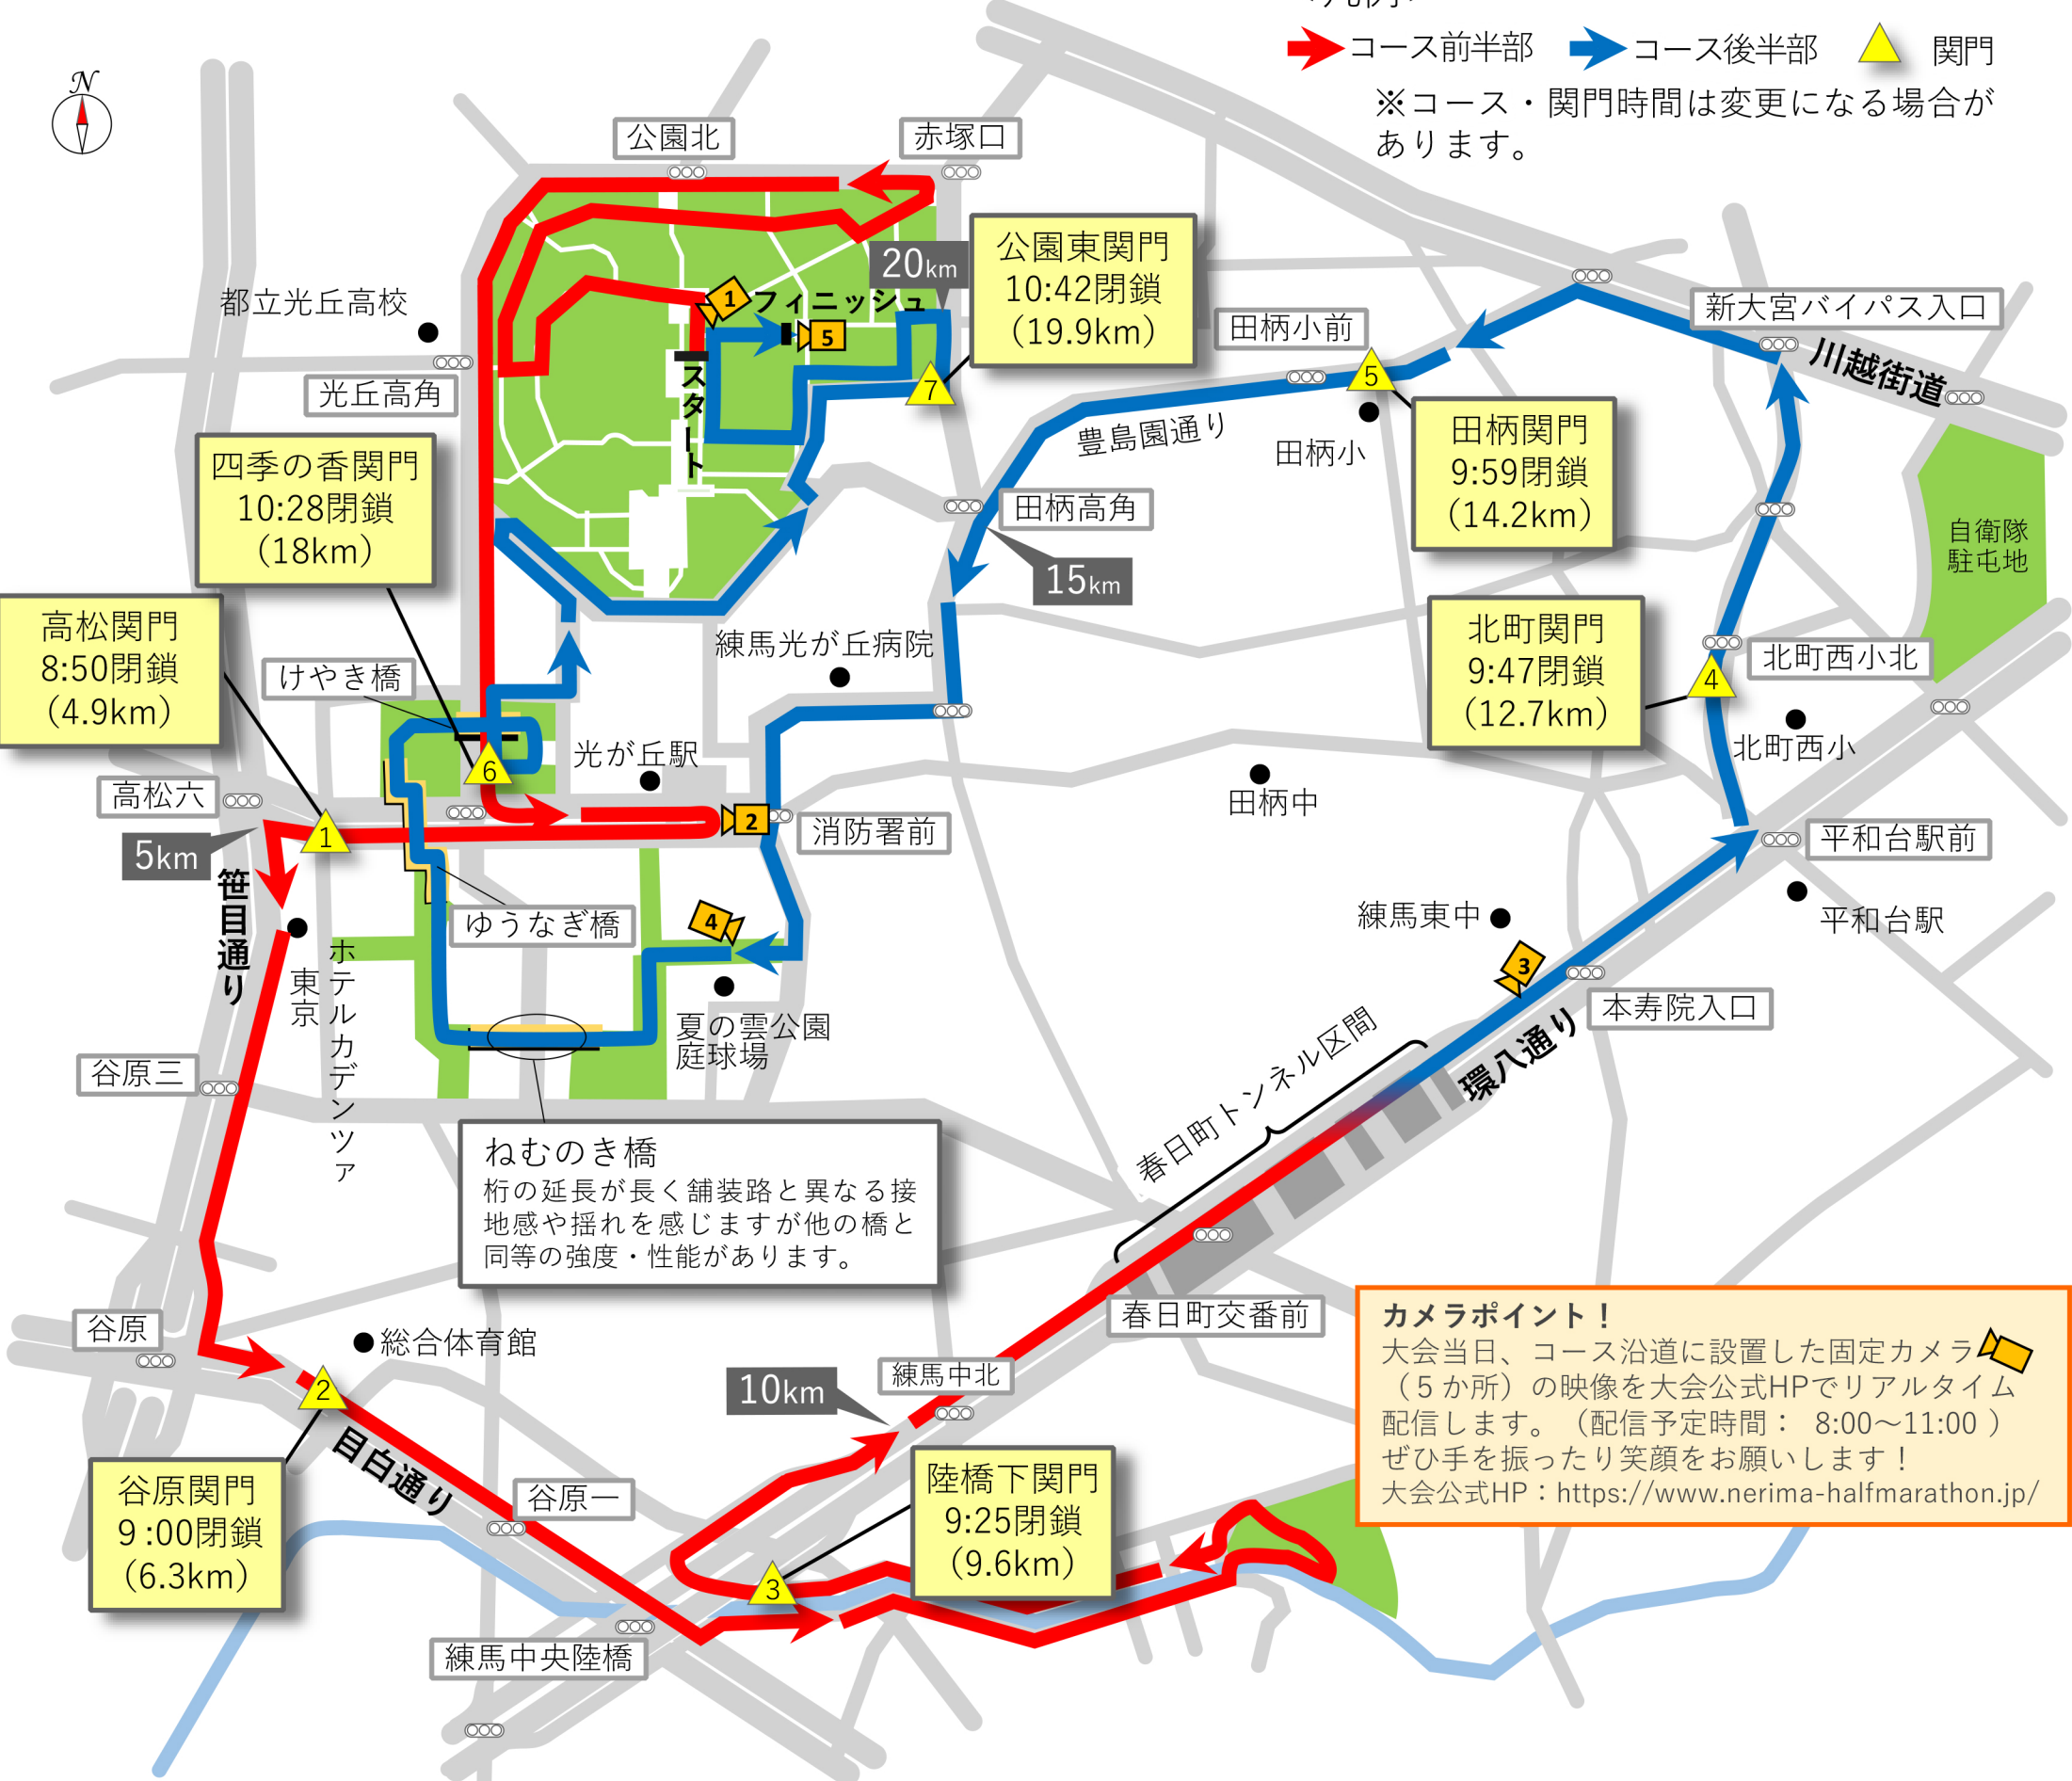 コース前半部
コース後半部
関門
※コース・関門時間は変更になる場合が
あります。
N
公園北
赤塚口
20km
公園東関門
10:42閉鎖
(19.9km)
1
フィニッシュ
5
スタート
7
都立光丘高校
光丘高角
田柄小前
5
田柄小
豊島園通り
新大宮バイパス入口
川越街道
田柄関門
9:59閉鎖
(14.2km)
四季の香関門
10:28閉鎖
(18km)
田柄高角
15km
自衛隊
駐屯地
高松関門
8:50閉鎖
(4.9km)
けやき橋
練馬光が丘病院
北町関門
9:47閉鎖
(12.7km)
4
北町西小北
北町西小
6
光が丘駅
高松六
1
5km
2
消防署前
田柄中
平和台駅前
平和台駅
笹目通り
ホテルカデンツァ
東京
ゆうなぎ橋
4
夏の雲公園
庭球場
練馬東中
3
本寿院入口
環八通り
春日町トンネル区間
谷原三
ねむのき橋
桁の延長が長く舗装路と異なる接
地感や揺れを感じますが他の橋と
同等の強度・性能があります。
谷原
総合体育館
2
目白通り
谷原関門
9:00閉鎖
(6.3km)
谷原一
10km
練馬中北
春日町交番前
陸橋下関門
9:25閉鎖
(9.6km)
3
練馬中央陸橋
カメラポイント！
大会当日、コース沿道に設置した固定カメラ
（5か所）の映像を大会公式HPでリアルタイム
配信します。（配信予定時間： 8:00～11:00 ）
ぜひ手を振ったり笑顔をお願いします！
大会公式HP：https://www.nerima-halfmarathon.jp/